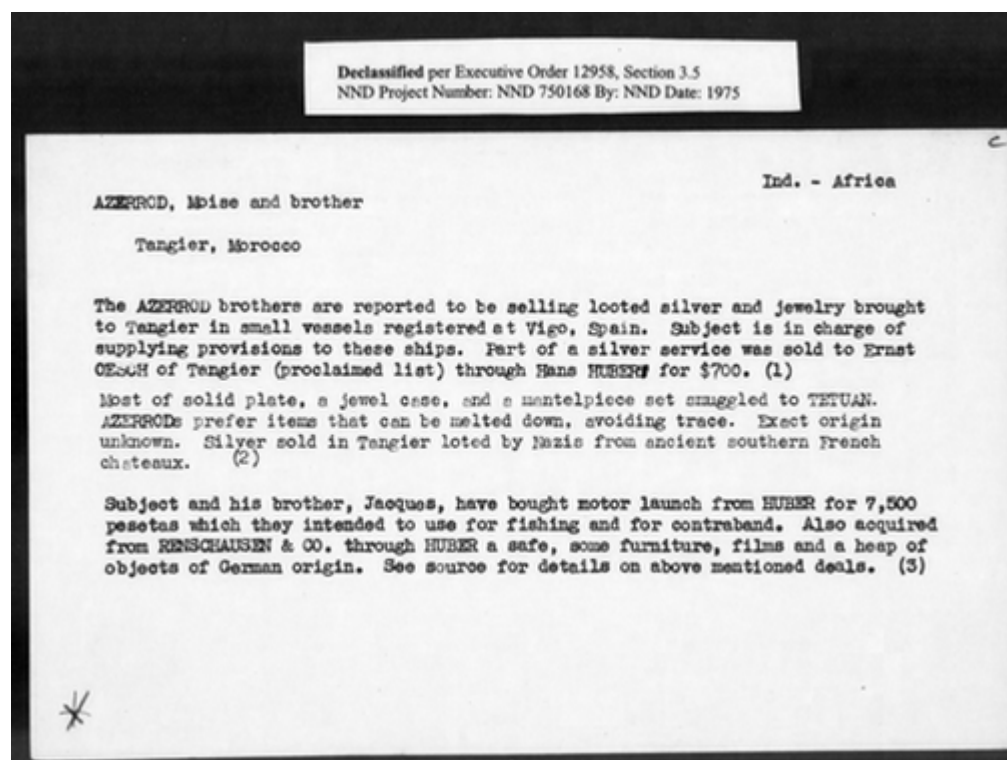 Declassified per Executive Order 12958, Section 3.5
NND Project Number: NND 750168 By: NND Date: 1975
c
Ind. - Africa
AZERROD, Moise and brother
Tangier, Morocco
The AZERROD brothers are reported to be selling looted silver and jewelry brought
to Tangier in small vessels registered at Vigo, Spain. Subject is in charge of
supplying provisions to these ships. Part of a silver service was sold to Ernst
OESCH of Tangier (proclaimed list) through Hans HUBER for $700. (1)
Most of solid plate, a jewel case, and a mantelpiece set smuggled to TETUAN.
AZERRODs prefer items that can be melted down, avoiding trace. Exact origin
unknown. Silver sold in Tangier loted by Nazis from ancient southern French
chateaux. (2)
Subject and his brother, Jacques, have bought motor launch from HUBER for 7,500
pesetas which they intended to use for fishing and for contraband. Also acquired
from RENSCHAUSEN & CO. through HUBER a safe, some furniture, films and a heap of
objects of German origin. See source for details on above mentioned deals. (3)